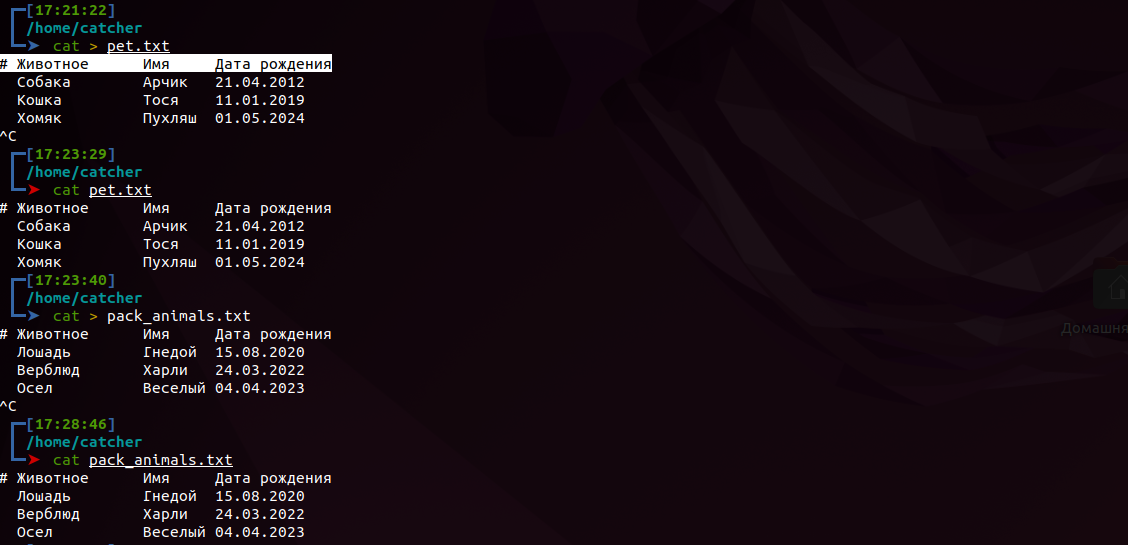 [17:21:22]
/home/catcher
➤ cat > pet.txt
# Животное      Имя     Дата рождения
  Собака        Арчик   21.04.2012
  Кошка         Тося    11.01.2019
  Хомяк         Пухляш  01.05.2024
^C
[17:23:29]
/home/catcher
➤ cat pet.txt
# Животное      Имя     Дата рождения
  Собака        Арчик   21.04.2012
  Кошка         Тося    11.01.2019
  Хомяк         Пухляш  01.05.2024
[17:23:40]
/home/catcher
➤ cat > pack_animals.txt
# Животное      Имя     Дата рождения
  Лошадь        Гнедой  15.08.2020
  Верблюд       Харли   24.03.2022
  Осел          Веселый 04.04.2023
^C
[17:28:46]
/home/catcher
➤ cat pack_animals.txt
# Животное      Имя     Дата рождения
  Лошадь        Гнедой  15.08.2020
  Верблюд       Харли   24.03.2022
  Осел          Веселый 04.04.2023
Домашня